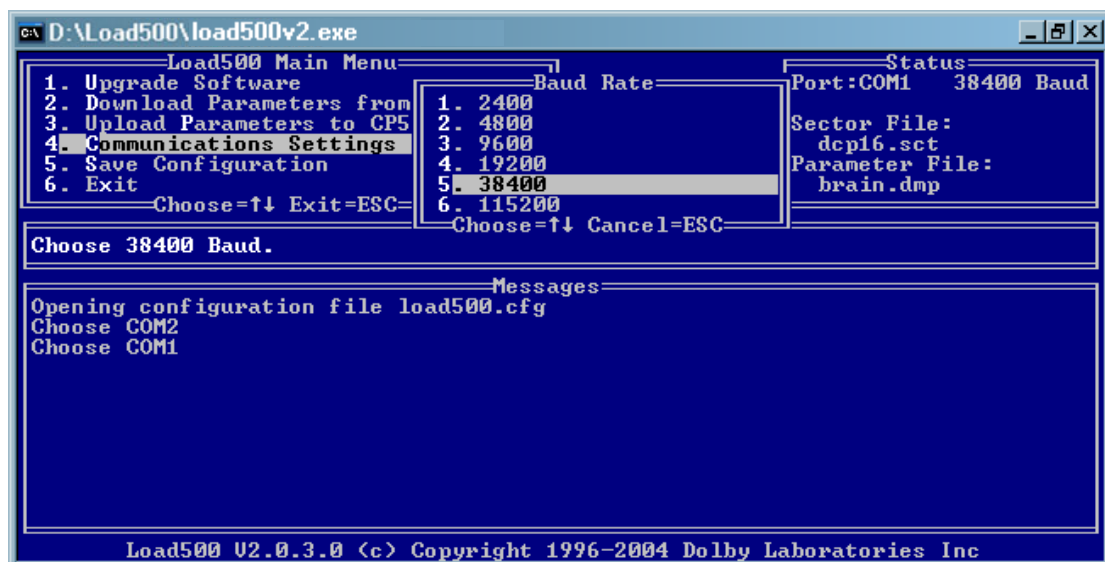 D:\Load500\load500v2.exe
Load500 Main Menu
1. Upgrade Software
2. Download Parameters from
3. Upload Parameters to CP5
4. Communications Settings
5. Save Configuration
6. Exit
Choose=↑↓ Exit=ESC
Baud Rate
1. 2400
2. 4800
3. 9600
4. 19200
5. 38400
6. 115200
Choose=↑↓ Cancel=ESC
Status
Port:COM1 38400 Baud
Sector File:
dcp16.sct
Parameter File:
brain.dmp
Choose 38400 Baud.
Messages
Opening configuration file load500.cfg
Choose COM2
Choose COM1
Load500 V2.0.3.0 (c) Copyright 1996-2004 Dolby Laboratories Inc